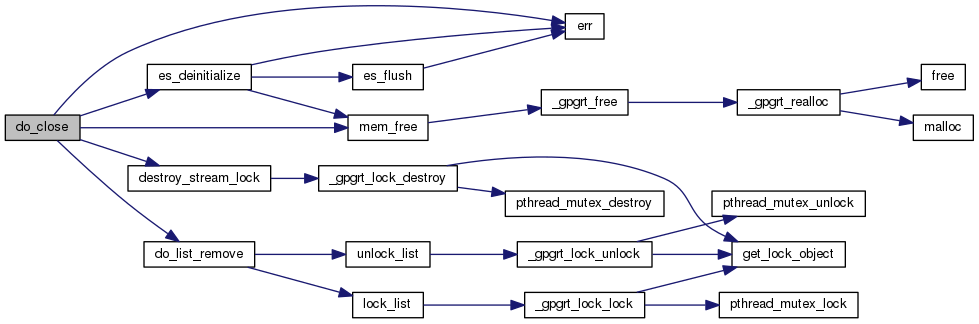 err
es_deinitialize
es_flush
free
_gpgrt_free
_gpgrt_realloc
do_close
mem_free
malloc
destroy_stream_lock
_gpgrt_lock_destroy
pthread_mutex_destroy
pthread_mutex_unlock
do_list_remove
unlock_list
_gpgrt_lock_unlock
get_lock_object
lock_list
_gpgrt_lock_lock
pthread_mutex_lock